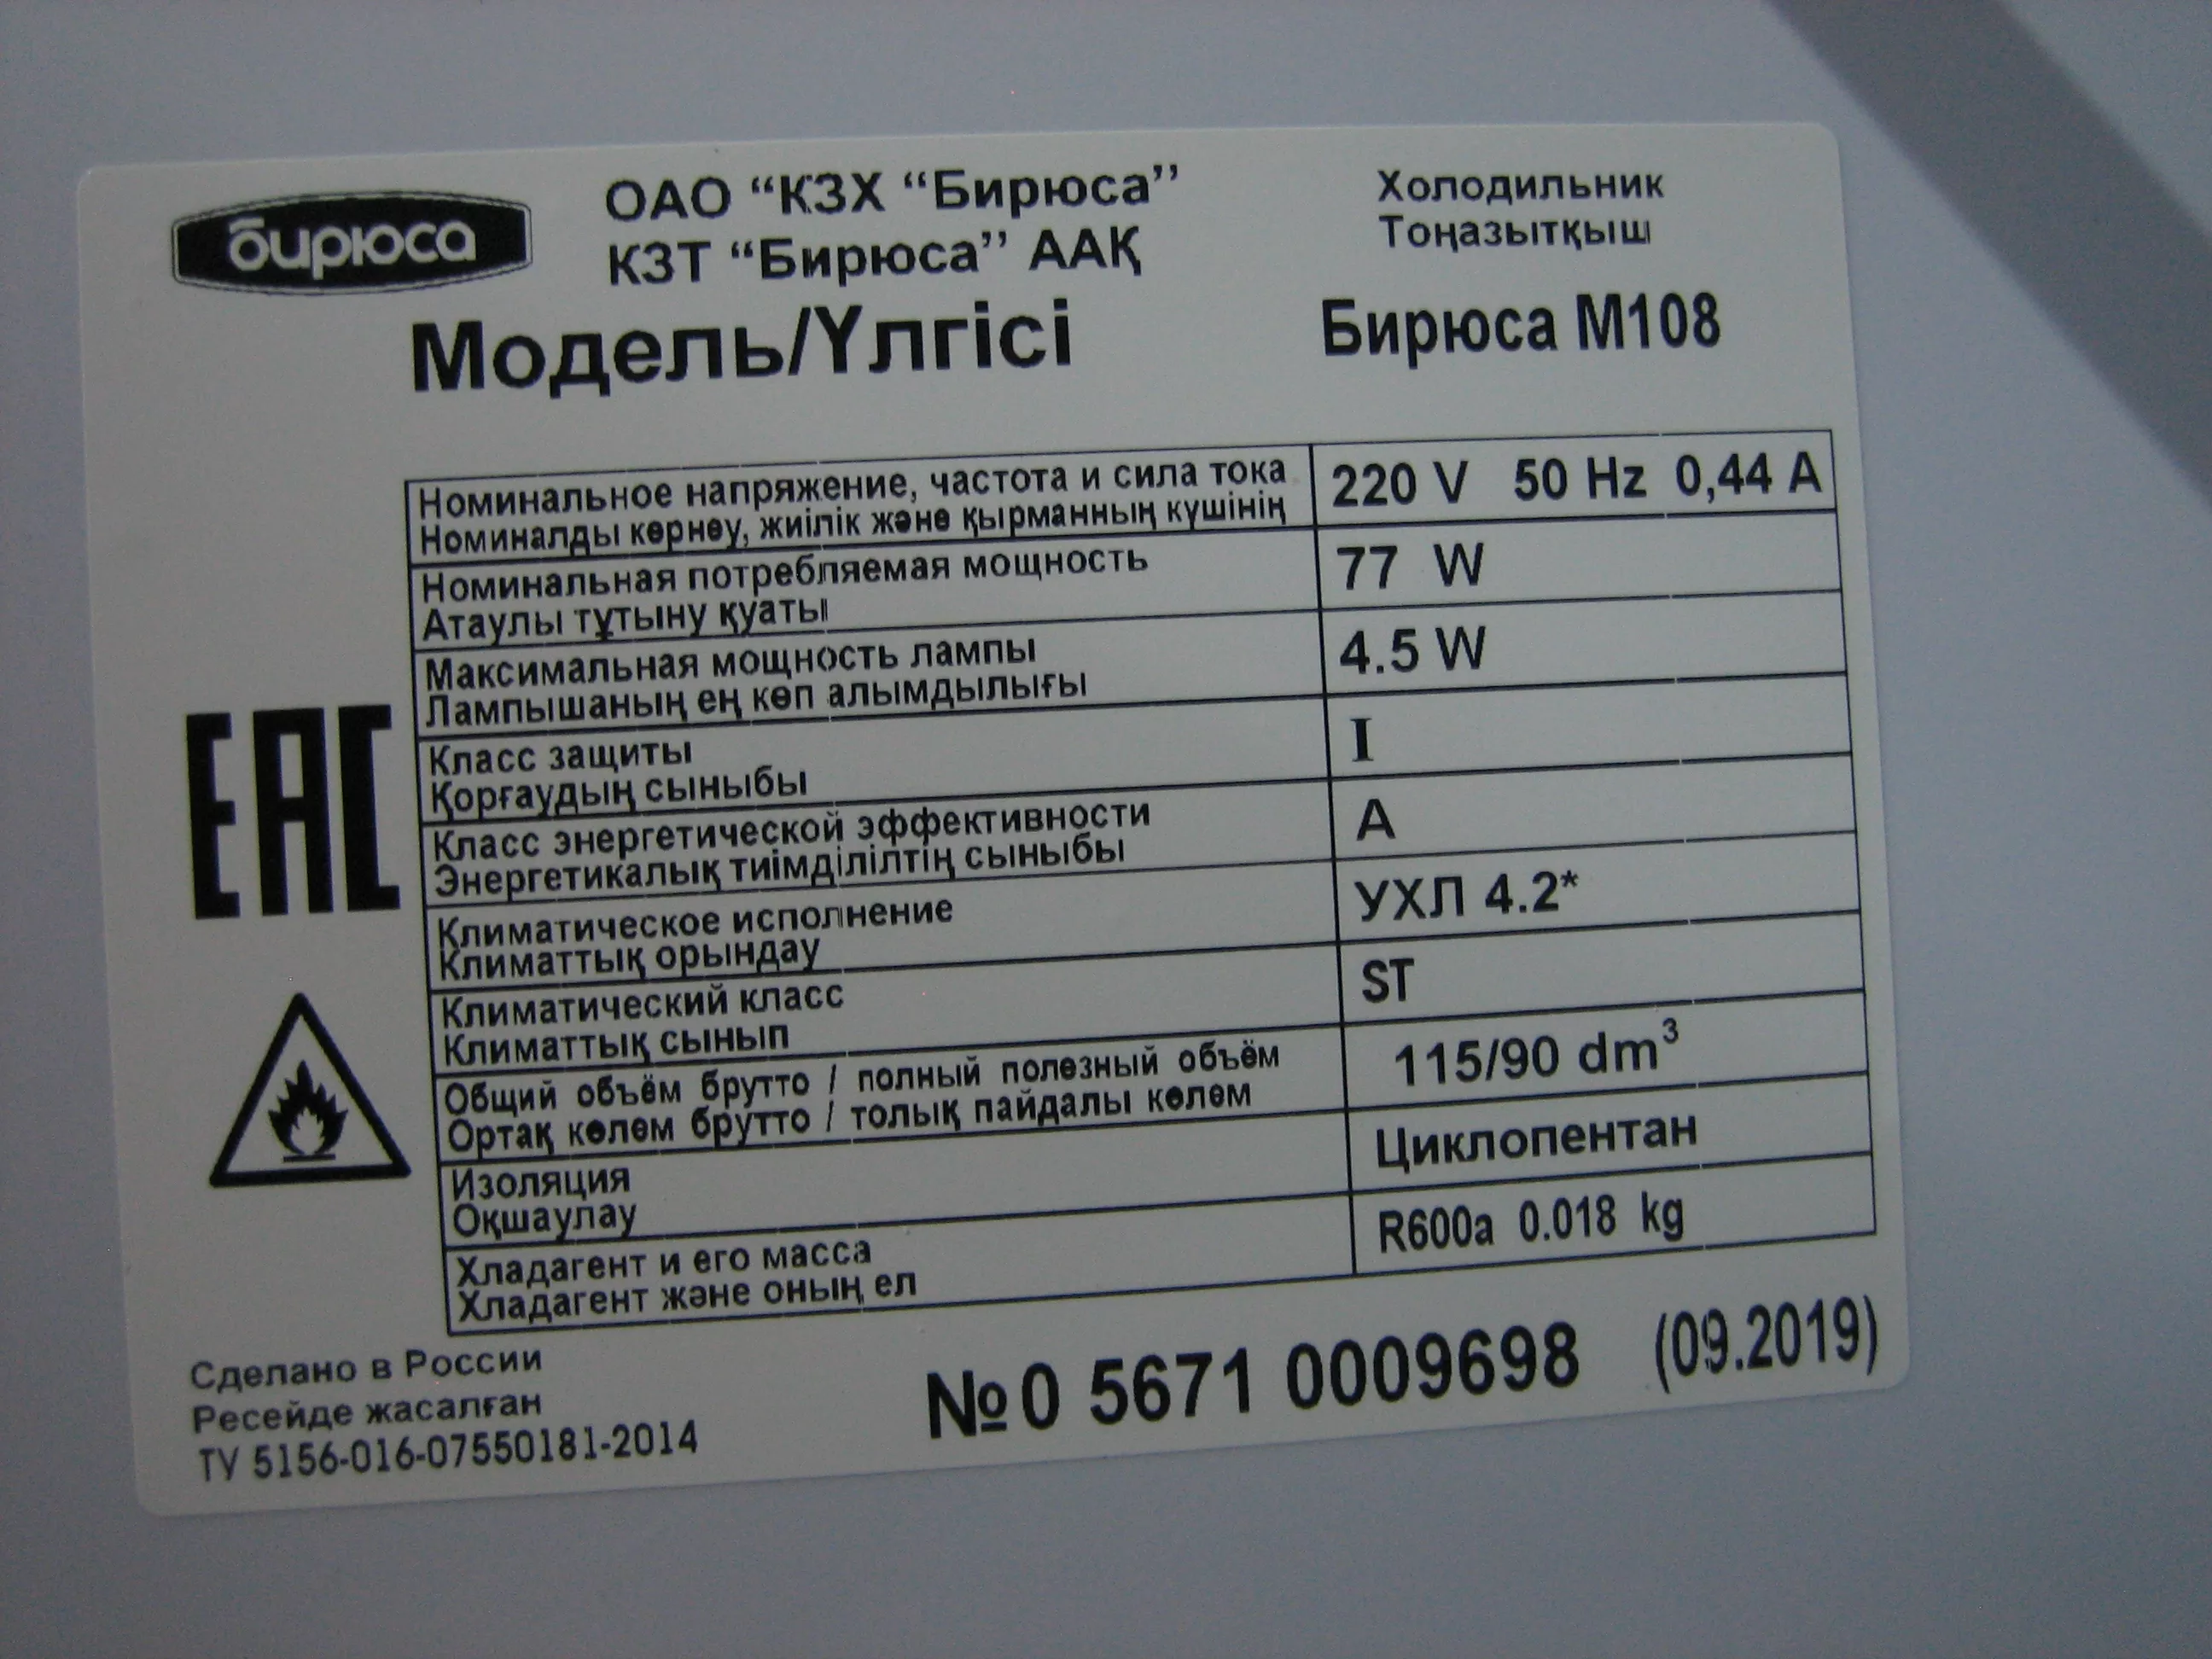 бирюса
ОАО “КЗХ “Бирюса”
КЗТ “Бирюса” ААҚ
Холодильник
Тоңазытқыш
Модель/Үлгісі
Бирюса М108
Номинальное напряжение, частота и сила тока
Номиналды көрнеу, жиілік және қырманның күшінің
220 V 50 Hz 0,44 A
Номинальная потребляемая мощность
Атаулы тұтыну қуаты
77 W
Максимальная мощность лампы
Лампышаның ең көп алымдылығы
4.5 W
Класс защиты
Қорғаудың сыныбы
I
Класс энергетической эффективности
Энергетикалық тиімділілтің сыныбы
А
Климатическое исполнение
Климаттық орындау
УХЛ 4.2*
Климатический класс
Климаттық сынып
ST
Общий объём брутто / полный полезный объём
Ортақ көлөм брутто / толық пайдалы көлөм
115/90 dm³
Изоляция
Оқшаулау
Циклопентан
Хладагент и его масса
Хладагент және оның ел
R600a 0.018 kg
EAC
Сделано в России
Ресейде жасалған
ТУ 5156-016-07550181-2014
№0 5671 0009698 (09.2019)